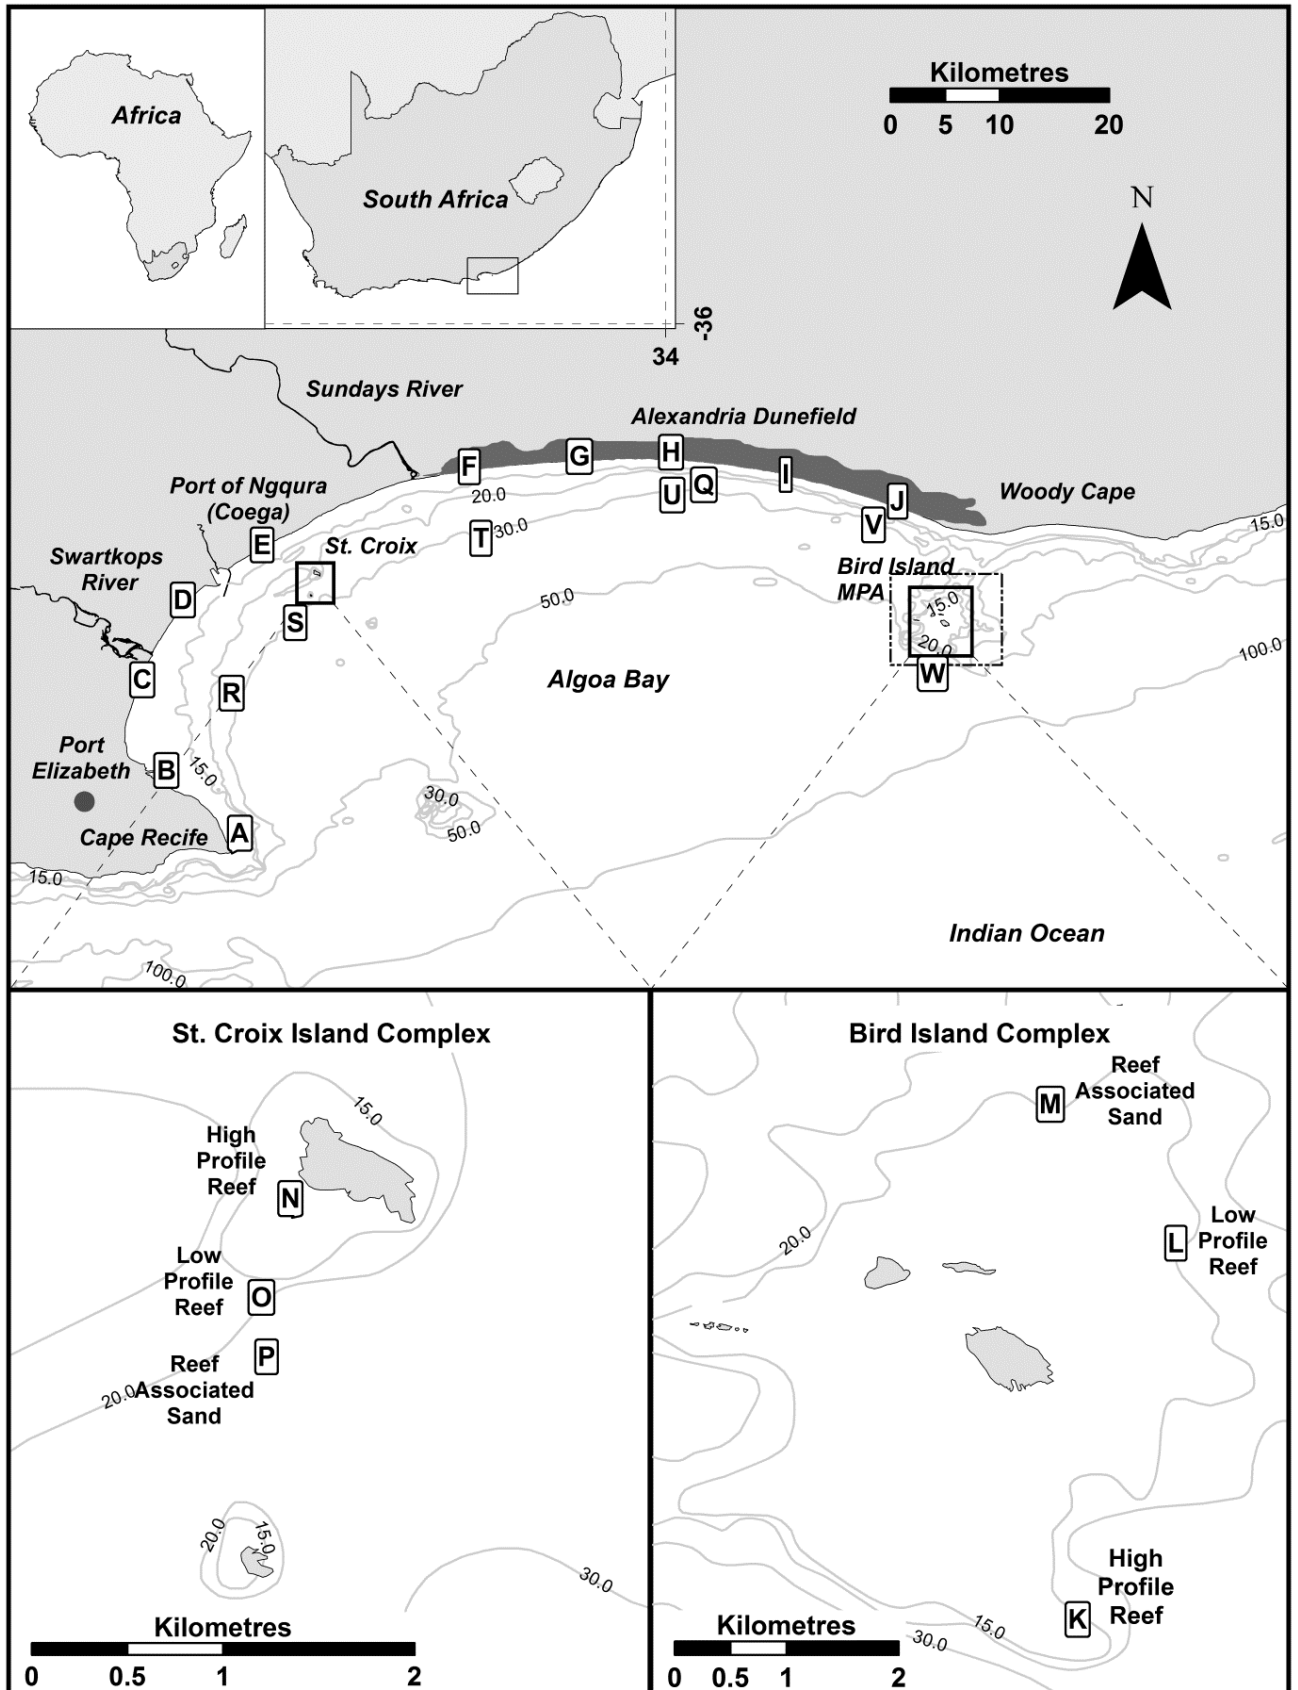 Africa
South Africa
Kilometres
0 5 10 20
N
-36
34
Sundays River
Alexandria Dunefield
F
G
H
I
J
Q
U
V
Woody Cape
Port of Ngqura
(Coega)
20.0
30.0
T
15.0
E
St. Croix
Swartkops
River
D
S
50.0
Bird Island
MPA
15.0
20.0
W
100.0
C
R
Algoa Bay
Port
Elizabeth
B
15.0
30.0
50.0
Cape Recife
A
15.0
100.0
Indian Ocean
St. Croix Island Complex
15.0
High
Profile
Reef
N
Low
Profile
Reef
O
P
Reef
Associated
Sand
20.0
20.0
15.0
30.0
Kilometres
0 0.5 1 2
Bird Island Complex
M
Reef
Associated
Sand
L
Low
Profile
Reef
20.0
High
Profile
Reef
K
15.0
30.0
Kilometres
0 0.5 1 2